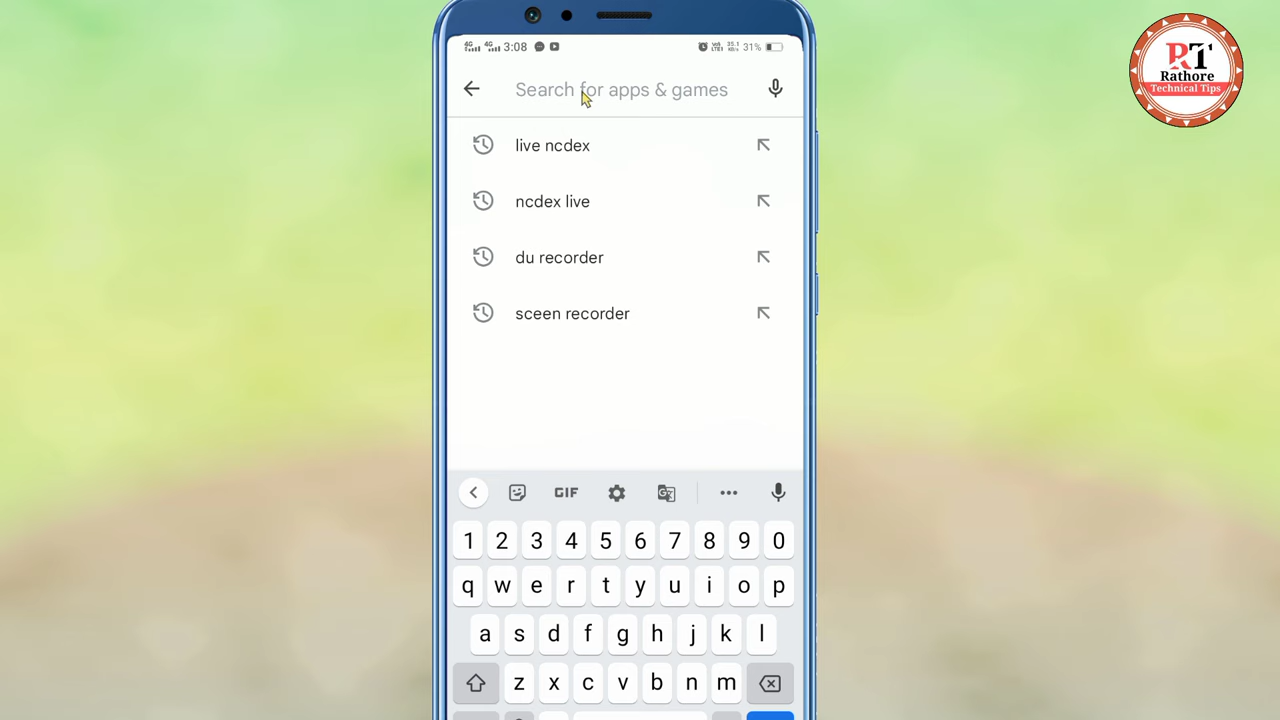 3:08
31%
RT
Rathore
Technical Tips
Search for apps & games
live ncdex
ncdex live
du recorder
sceen recorder
GIF
1 2 3 4 5 6 7 8 9 0
q w e r t y u i o p
a s d f g h j k l
z x c v b n m